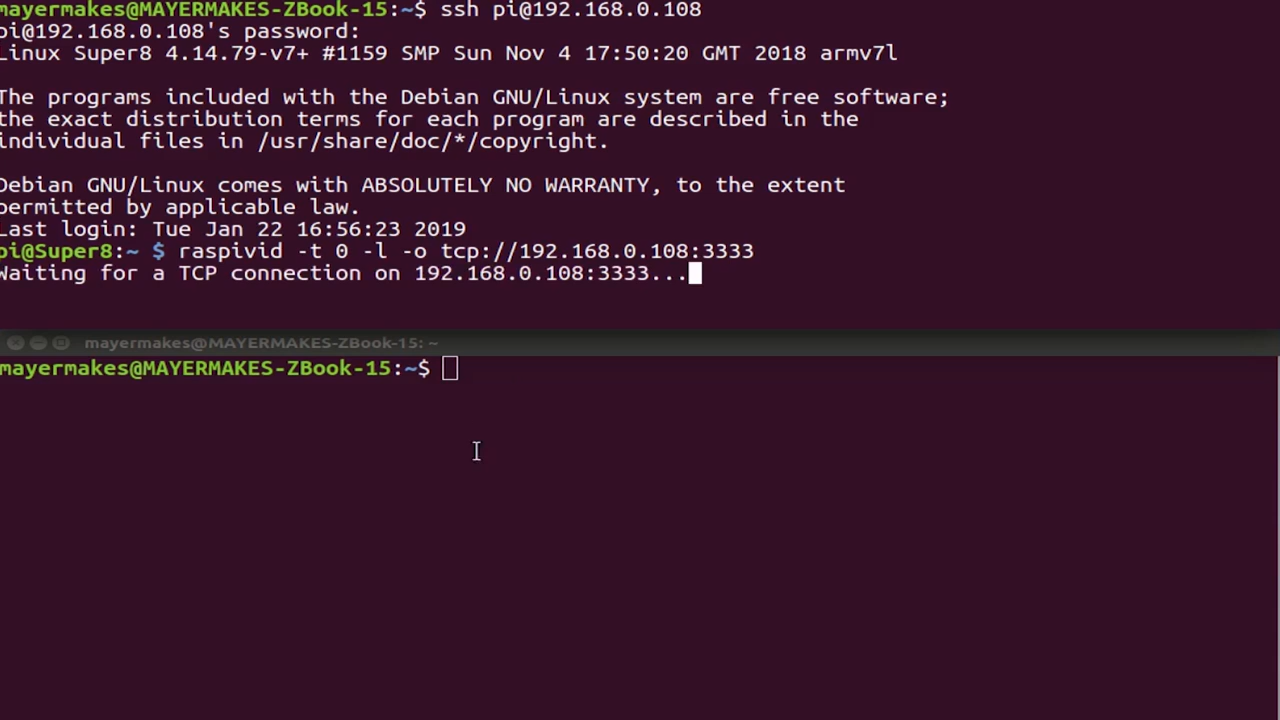 mayermakes@MAYERMAKES-ZBook-15:~$ ssh pi@192.168.0.108
pi@192.168.0.108's password:
Linux Super8 4.14.79-v7+ #1159 SMP Sun Nov 4 17:50:20 GMT 2018 armv7l
The programs included with the Debian GNU/Linux system are free software;
the exact distribution terms for each program are described in the
individual files in /usr/share/doc/*/copyright.
Debian GNU/Linux comes with ABSOLUTELY NO WARRANTY, to the extent
permitted by applicable law.
Last login: Tue Jan 22 16:56:23 2019
pi@Super8:~ $ raspivid -t 0 -l -o tcp://192.168.0.108:3333
Waiting for a TCP connection on 192.168.0.108:3333...
mayermakes@MAYERMAKES-ZBook-15: ~
mayermakes@MAYERMAKES-ZBook-15:~$